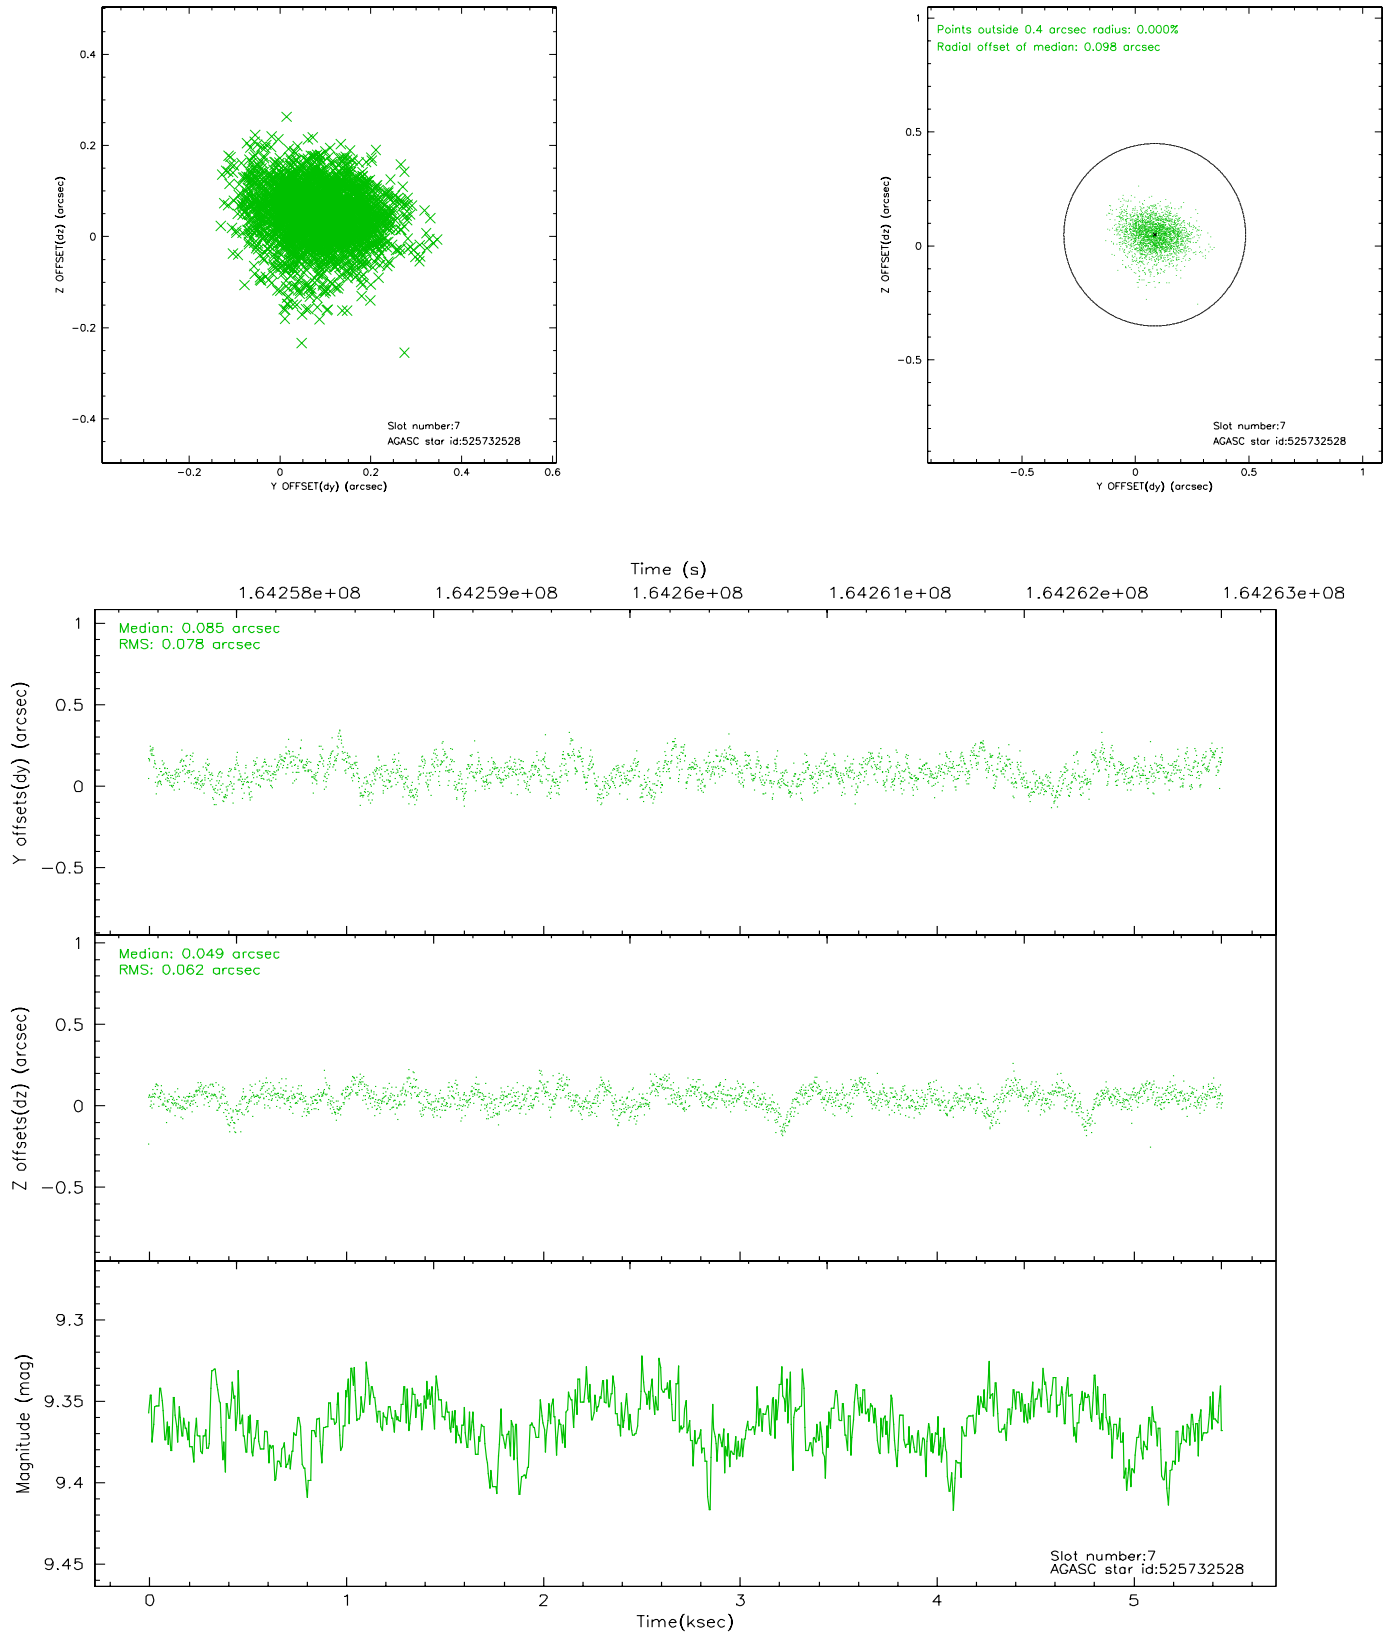 0.4
0.2
0
−0.2
−0.4
Z OFFSET(dz) (arcsec)
Slot number:7
AGASC star id:525732528
−0.2 0 0.2 0.4 0.6
Y OFFSET(dy) (arcsec)
Points outside 0.4 arcsec radius: 0.000%
Radial offset of median: 0.098 arcsec
1
0.5
0
−0.5
Z OFFSET(dz) (arcsec)
Slot number:7
AGASC star id:525732528
−0.5 0 0.5 1
Y OFFSET(dy) (arcsec)
Time (s)
1.64258e+08 1.64259e+08 1.6426e+08 1.64261e+08 1.64262e+08 1.64263e+08
Median: 0.085 arcsec
RMS: 0.078 arcsec
1
0.5
0
−0.5
Y offsets(dy) (arcsec)
Median: 0.049 arcsec
RMS: 0.062 arcsec
1
0.5
0
−0.5
Z offsets(dz) (arcsec)
9.3
9.35
9.4
9.45
Magnitude (mag)
Slot number:7
AGASC star id:525732528
0 1 2 3 4 5
Time(ksec)